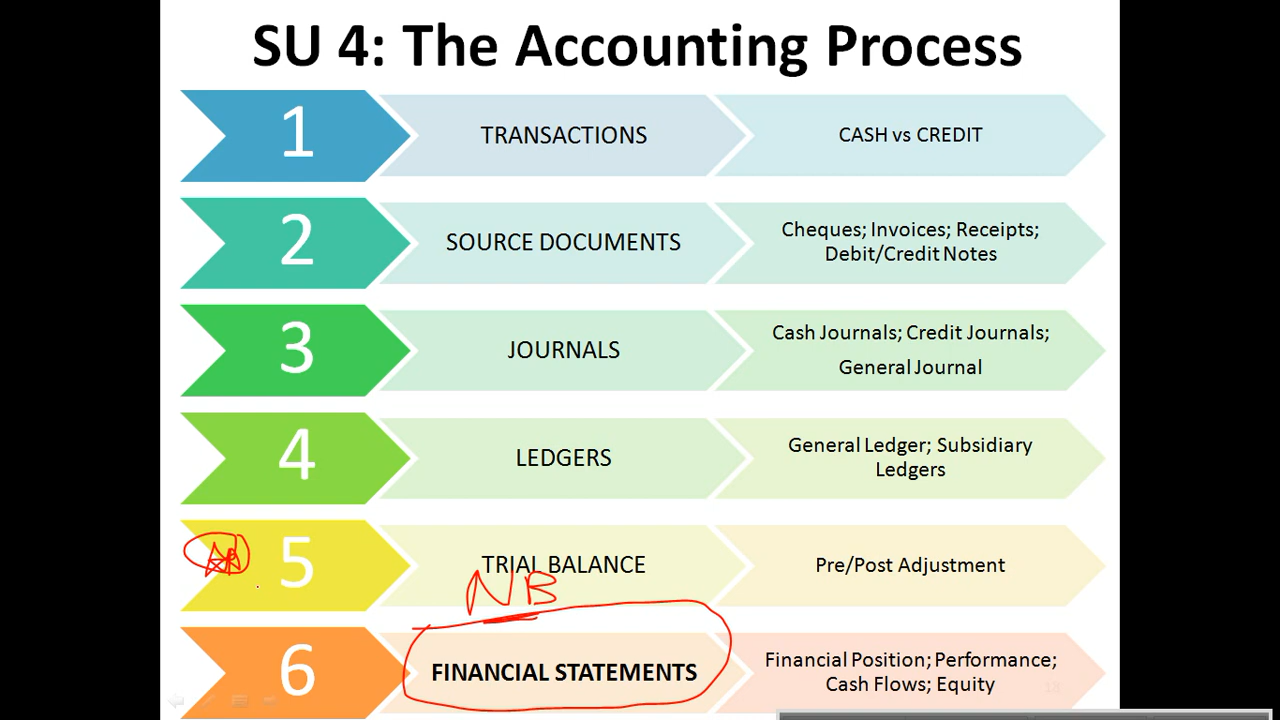 SU 4: The Accounting Process
1
TRANSACTIONS
CASH vs CREDIT
2
SOURCE DOCUMENTS
Cheques; Invoices; Receipts;
Debit/Credit Notes
3
JOURNALS
Cash Journals; Credit Journals;
General Journal
4
LEDGERS
General Ledger; Subsidiary
Ledgers
5
TRIAL BALANCE
Pre/Post Adjustment
NB
6
FINANCIAL STATEMENTS
Financial Position; Performance;
Cash Flows; Equity